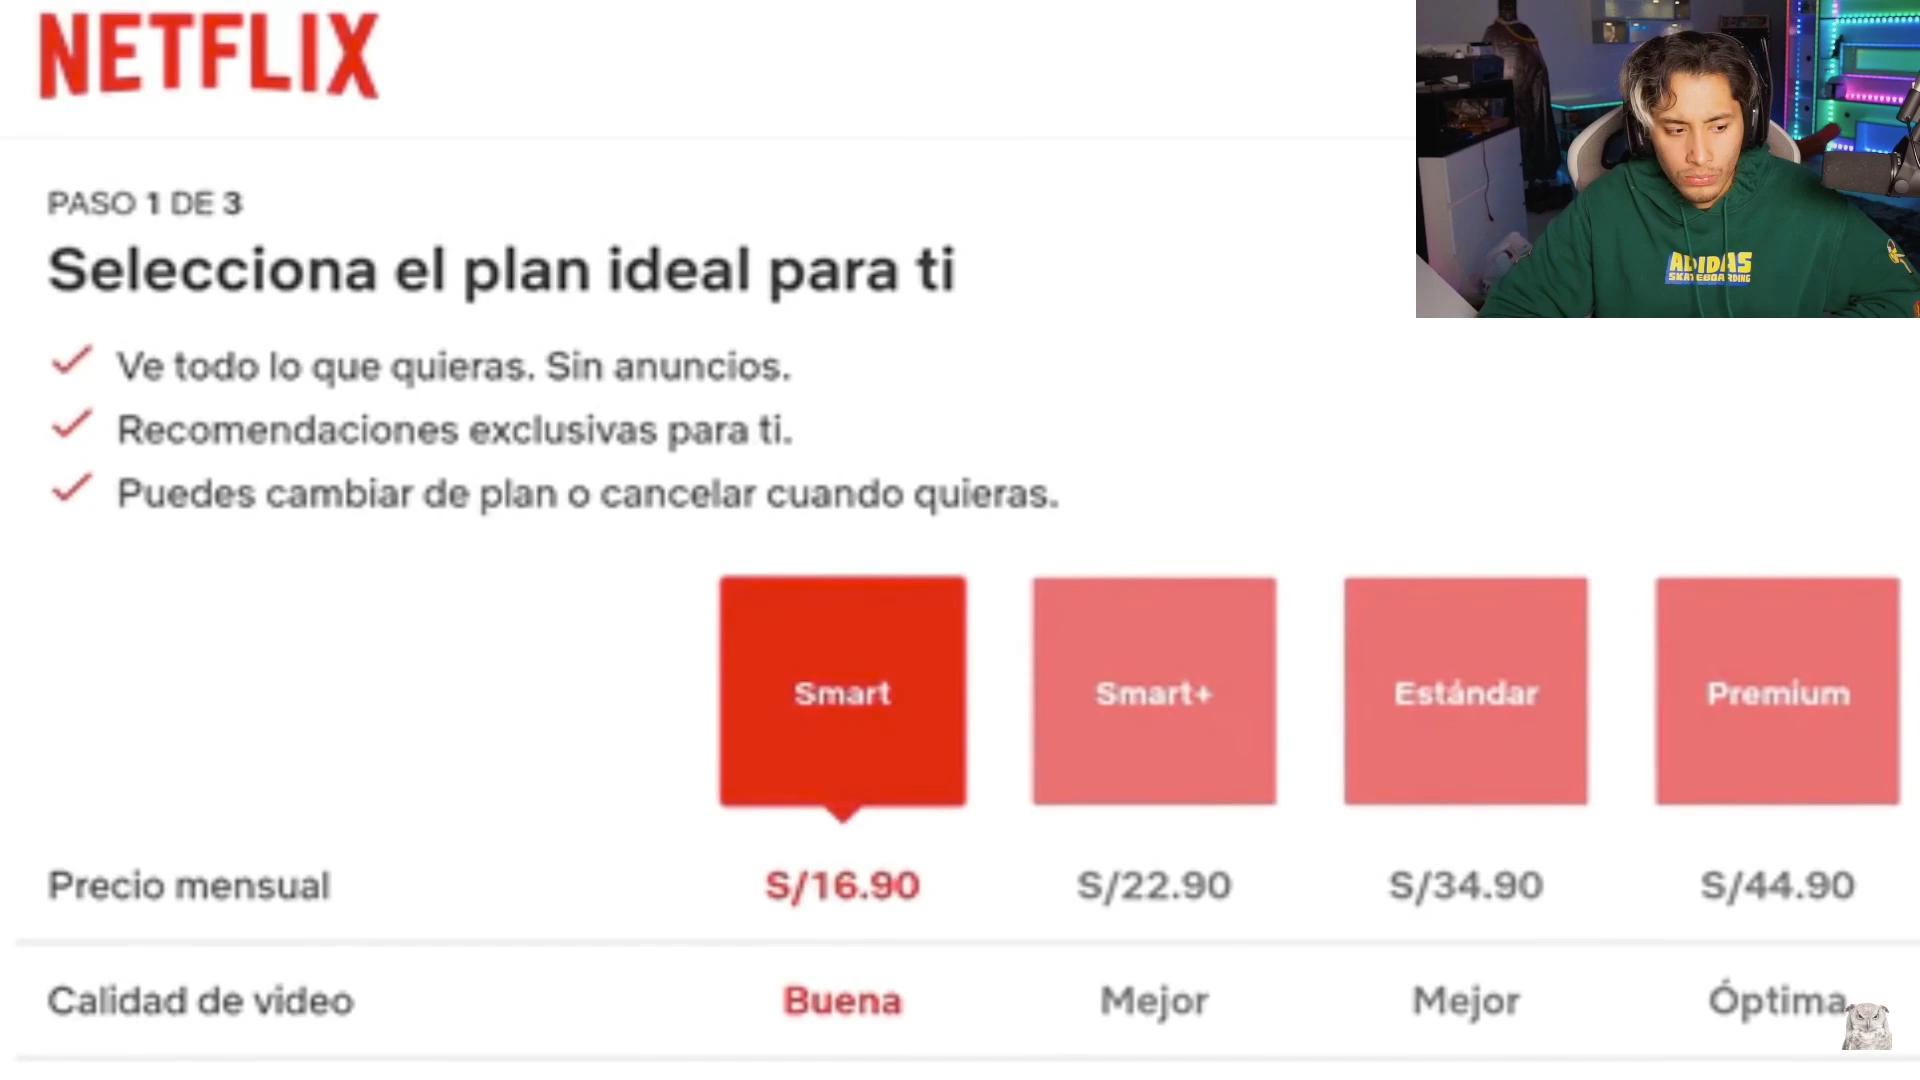 NETFLIX
PASO 1 DE 3
Selecciona el plan ideal para ti
Ve todo lo que quieras. Sin anuncios.
Recomendaciones exclusivas para ti.
Puedes cambiar de plan o cancelar cuando quieras.
Smart Smart+ Estándar Premium
Precio mensual S/16.90 S/22.90 S/34.90 S/44.90
Calidad de video Buena Mejor Mejor Óptima
ADIDAS
SKATEBOARDING